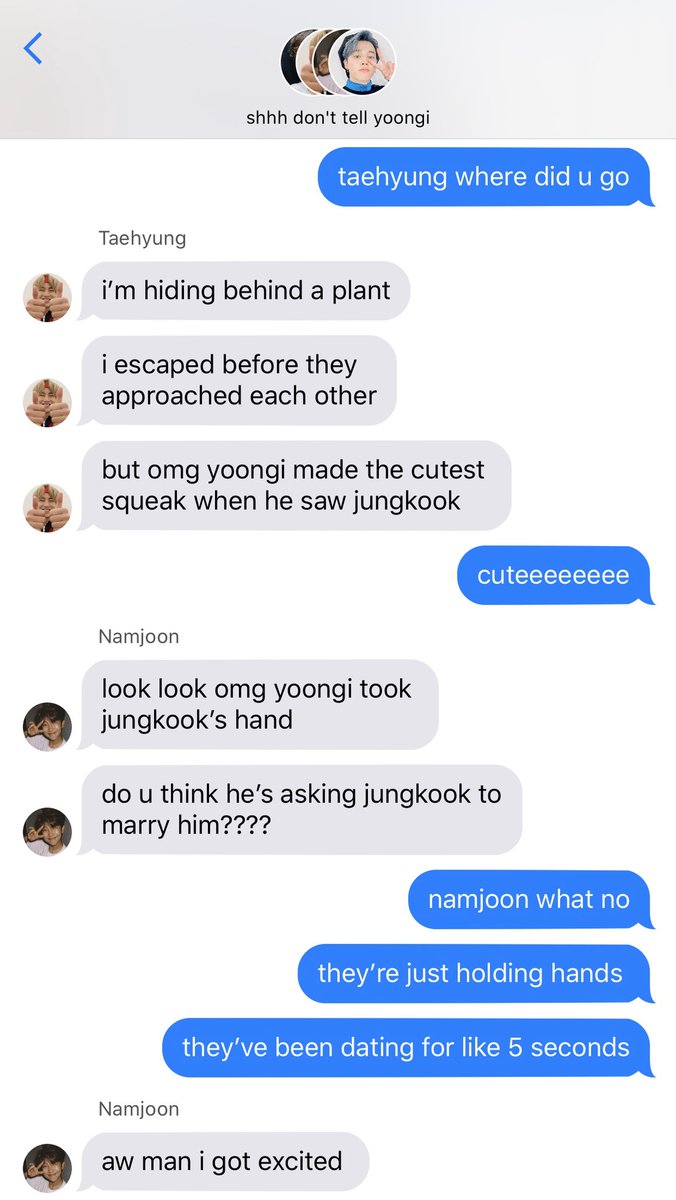 shhh don't tell yoongi
taehyung where did u go
Taehyung
i’m hiding behind a plant
i escaped before they
approached each other
but omg yoongi made the cutest
squeak when he saw jungkook
cuteeeeeeee
Namjoon
look look omg yoongi took
jungkook’s hand
do u think he’s asking jungkook to
marry him????
namjoon what no
they’re just holding hands
they’ve been dating for like 5 seconds
Namjoon
aw man i got excited